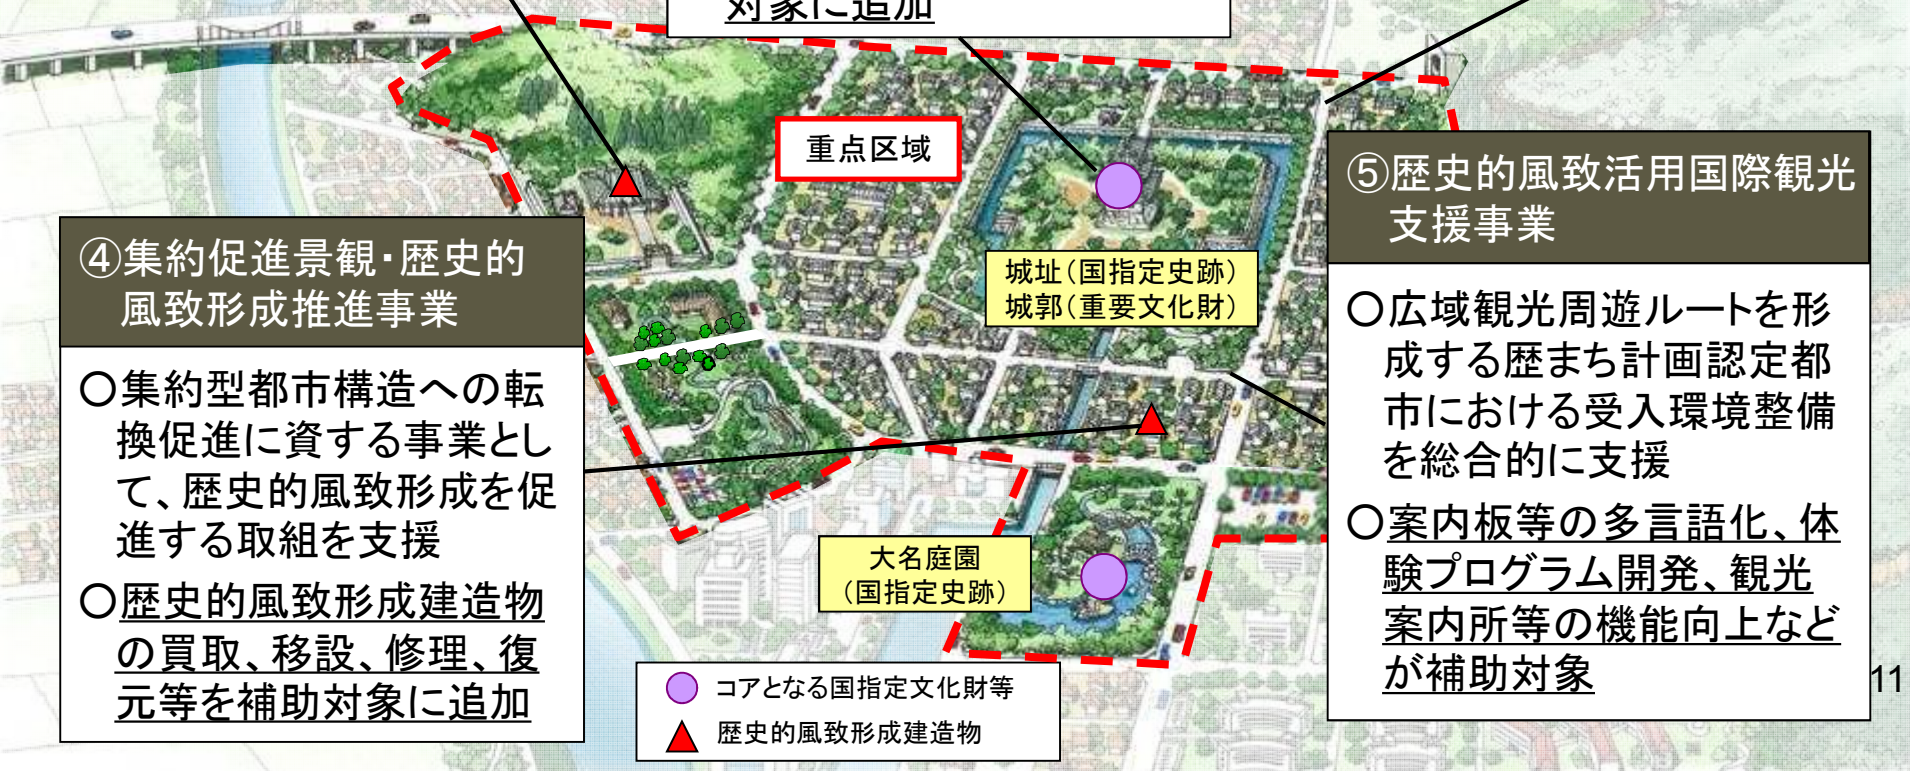 対象に追加
重点区域
⑤歴史的風致活用国際観光
支援事業
④集約促進景観・歴史的
風致形成推進事業
城址（国指定史跡）
城郭（重要文化財）
〇広域観光周遊ルートを形
成する歴まち計画認定都
市における受入環境整備
を総合的に支援
〇集約型都市構造への転
換促進に資する事業とし
て、歴史的風致形成を促
進する取組を支援
〇案内板等の多言語化、体
験プログラム開発、観光
案内所等の機能向上など
が補助対象
大名庭園
（国指定史跡）
〇歴史的風致形成建造物
の買取、移設、修理、復
元等を補助対象に追加
コアとなる国指定文化財等
歴史的風致形成建造物
11